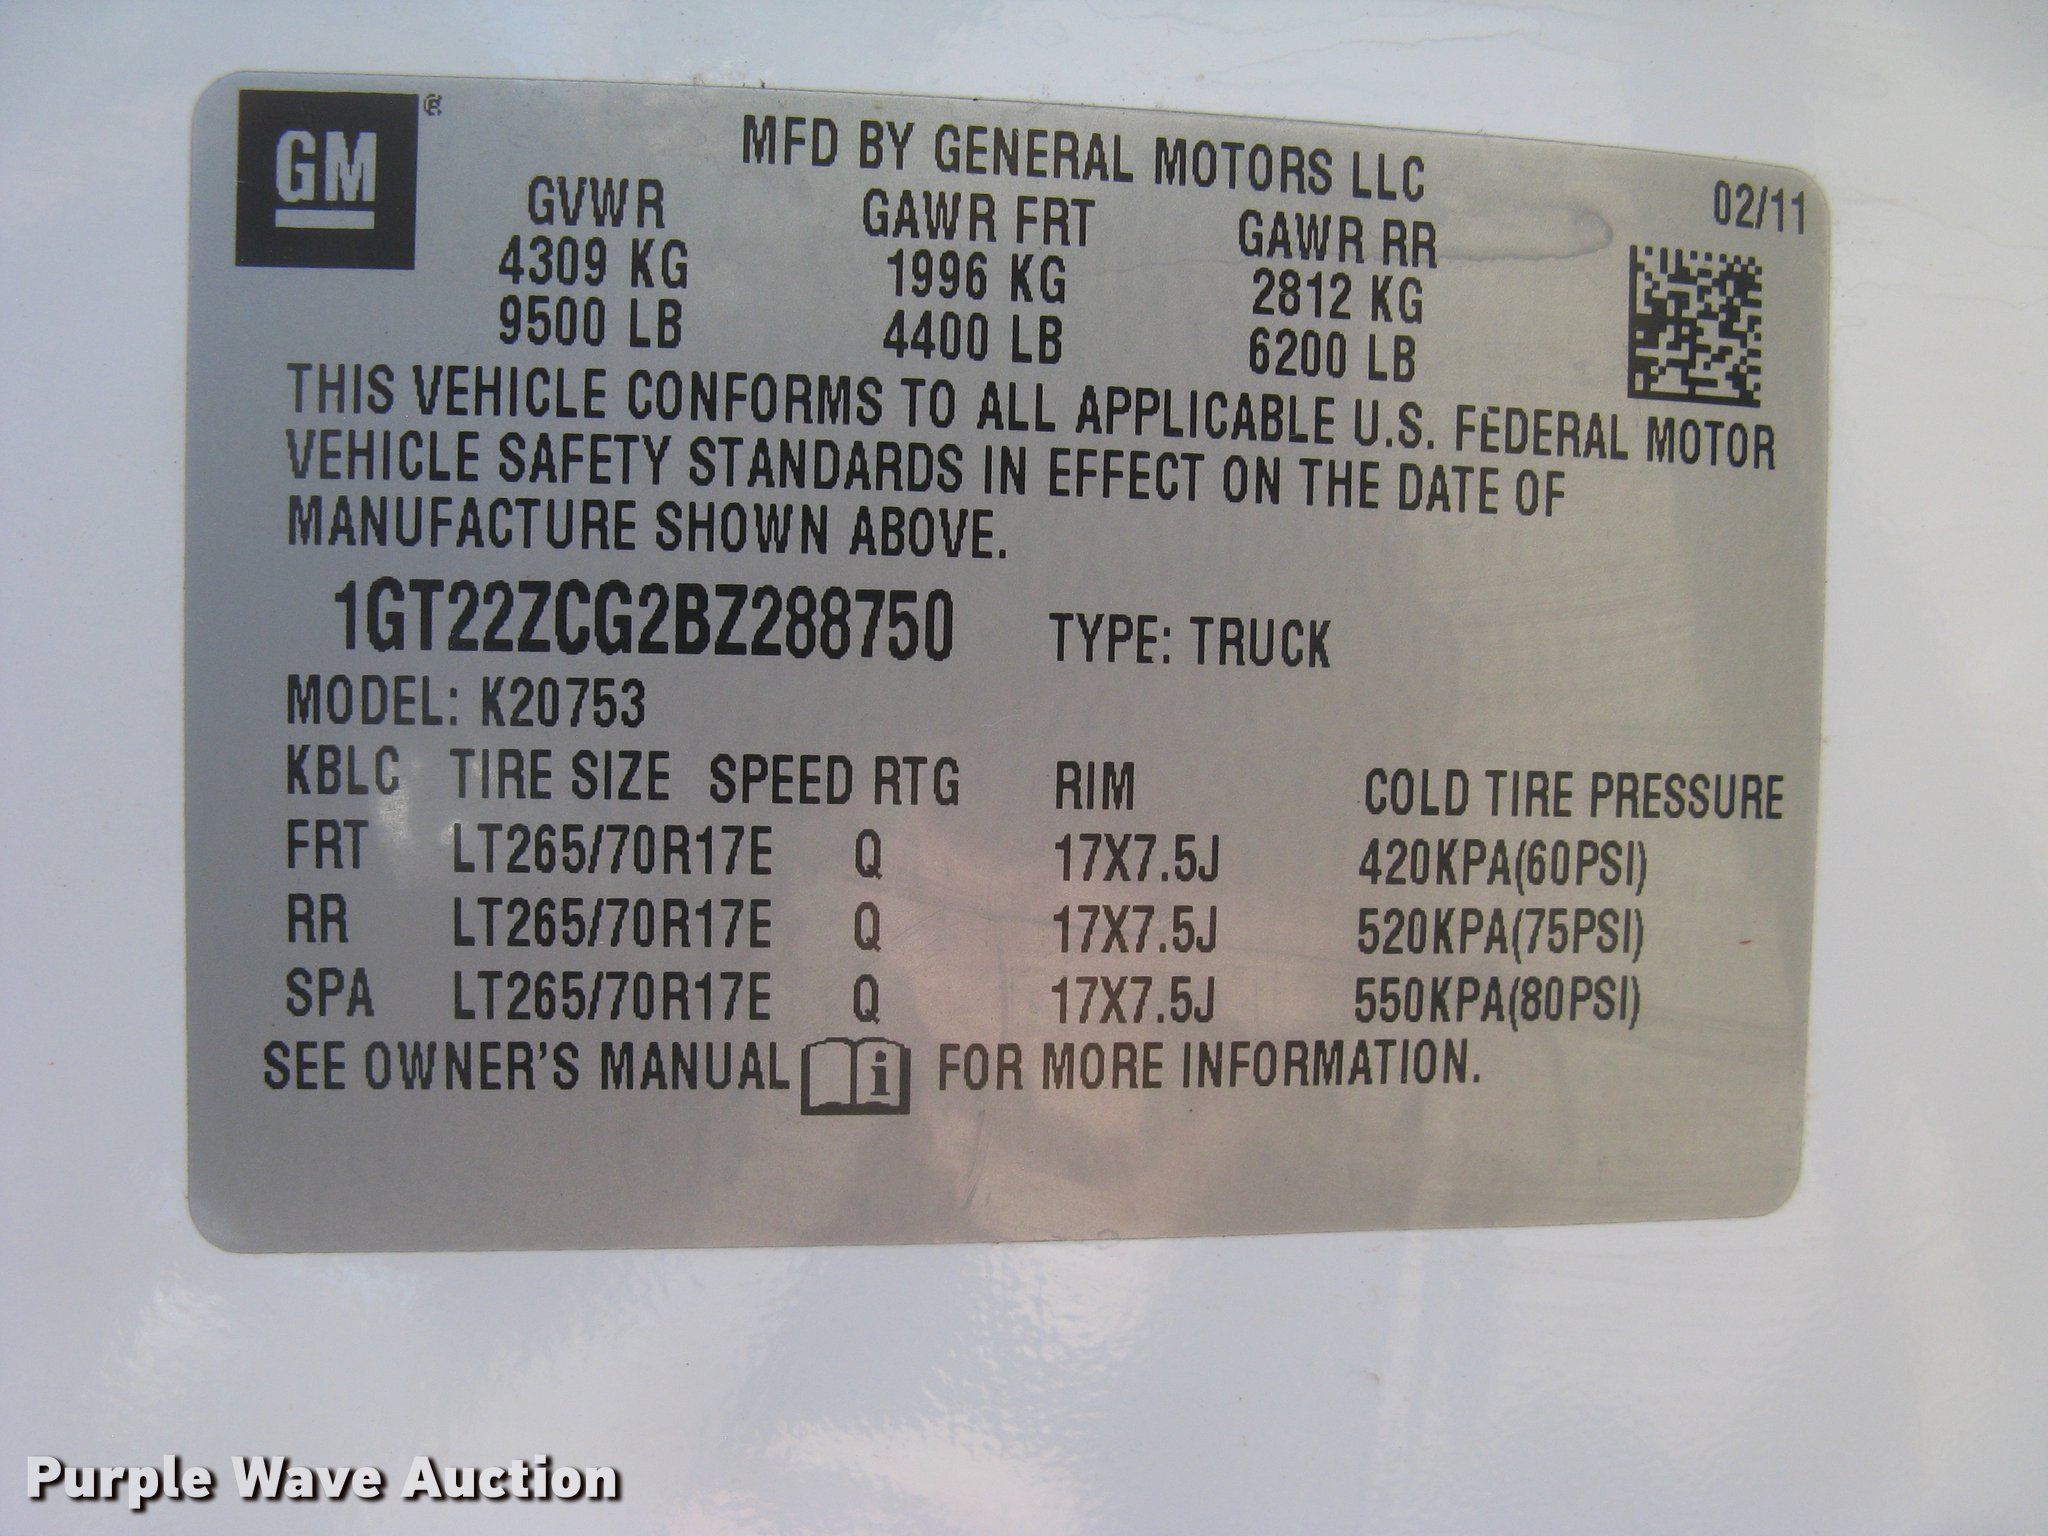 GM ®
MFD BY GENERAL MOTORS LLC
02/11
GVWR GAWR FRT GAWR RR
4309 KG 1996 KG 2812 KG
9500 LB 4400 LB 6200 LB
THIS VEHICLE CONFORMS TO ALL APPLICABLE U.S. FEDERAL MOTOR
VEHICLE SAFETY STANDARDS IN EFFECT ON THE DATE OF
MANUFACTURE SHOWN ABOVE.
1GT22ZCG2BZ288750 TYPE: TRUCK
MODEL: K20753
KBLC TIRE SIZE SPEED RTG RIM COLD TIRE PRESSURE
FRT LT265/70R17E Q 17X7.5J 420KPA(60PSI)
RR LT265/70R17E Q 17X7.5J 520KPA(75PSI)
SPA LT265/70R17E Q 17X7.5J 550KPA(80PSI)
SEE OWNER'S MANUAL i FOR MORE INFORMATION.
Purple Wave Auction